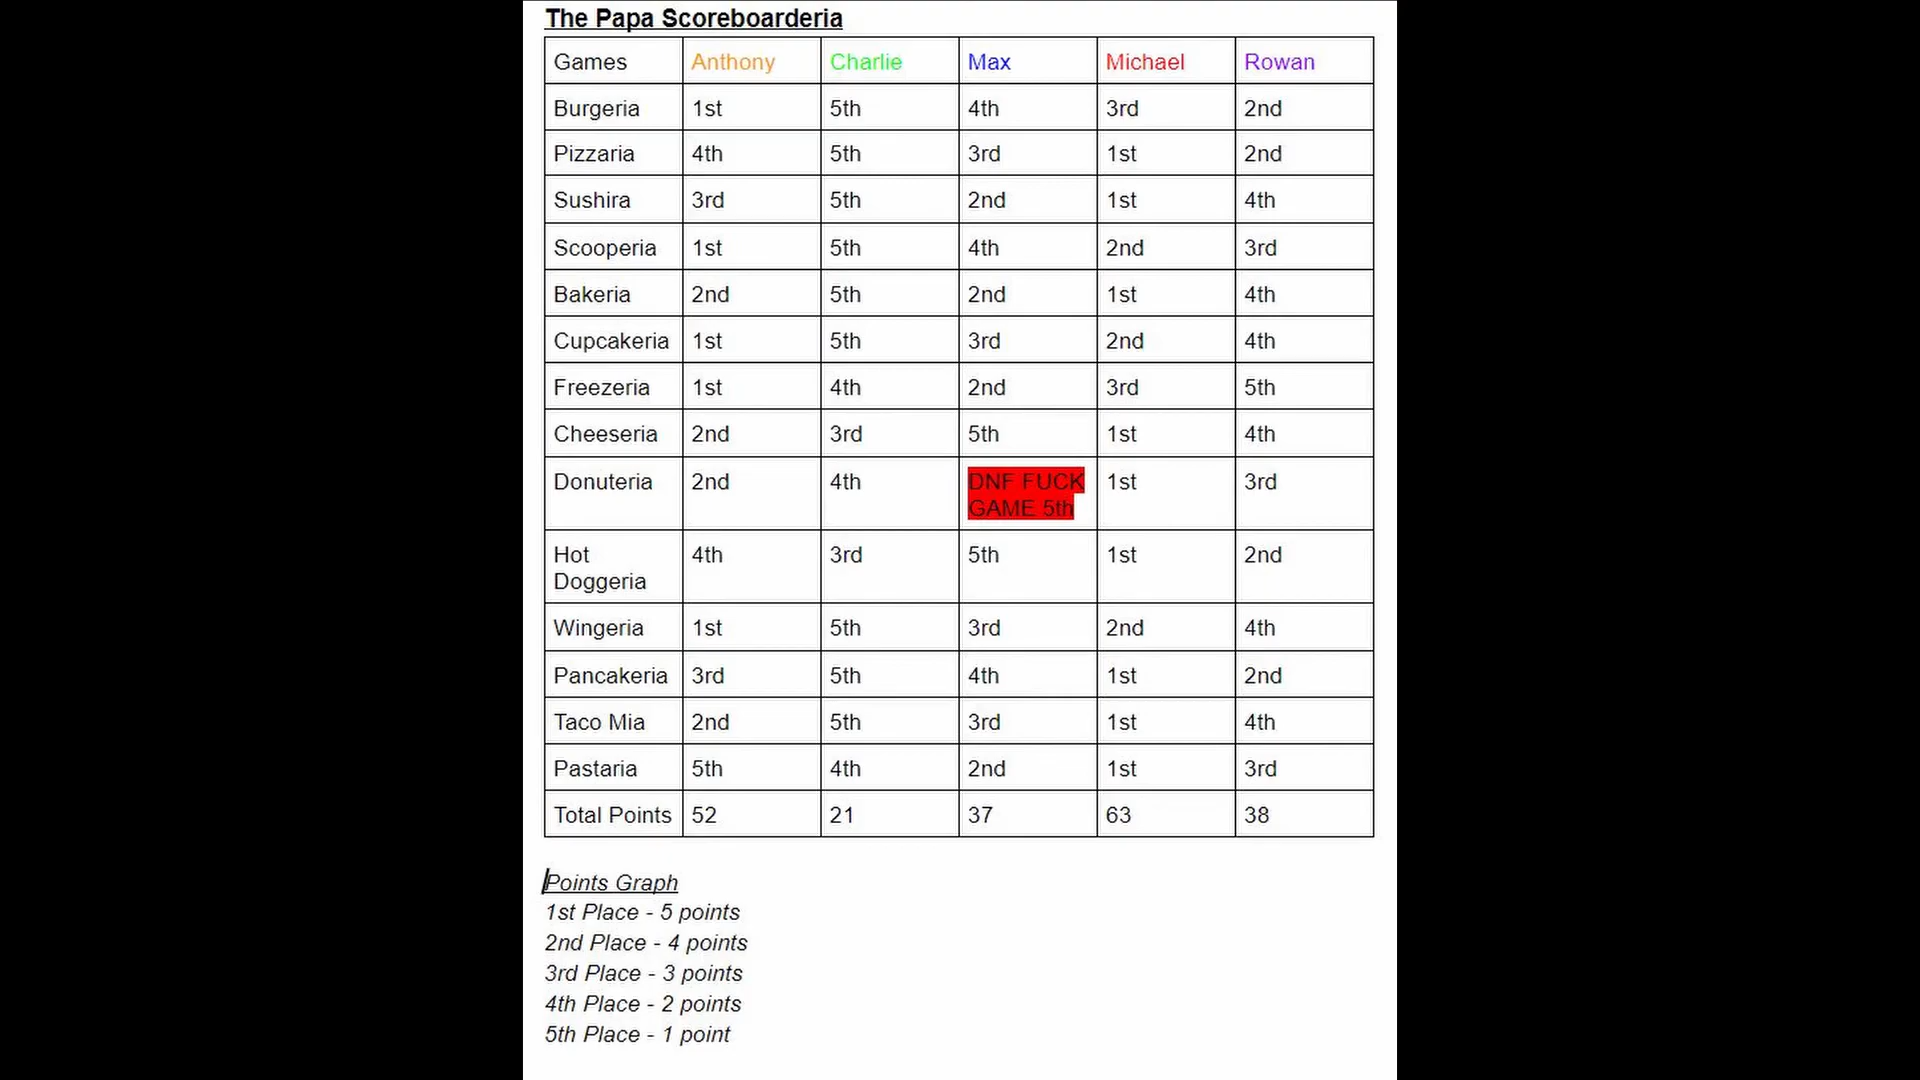 The Papa Scoreboarderia
Games Anthony Charlie Max Michael Rowan
Burgeria 1st 5th 4th 3rd 2nd
Pizzaria 4th 5th 3rd 1st 2nd
Sushira 3rd 5th 2nd 1st 4th
Scooperia 1st 5th 4th 2nd 3rd
Bakeria 2nd 5th 2nd 1st 4th
Cupcakeria 1st 5th 3rd 2nd 4th
Freezeria 1st 4th 2nd 3rd 5th
Cheeseria 2nd 3rd 5th 1st 4th
Donuteria 2nd 4th DNF FUCK 1st 3rd
GAME 5th
Hot 4th 3rd 5th 1st 2nd
Doggeria
Wingeria 1st 5th 3rd 2nd 4th
Pancakeria 3rd 5th 4th 1st 2nd
Taco Mia 2nd 5th 3rd 1st 4th
Pastaria 5th 4th 2nd 1st 3rd
Total Points 52 21 37 63 38
Points Graph
1st Place - 5 points
2nd Place - 4 points
3rd Place - 3 points
4th Place - 2 points
5th Place - 1 point